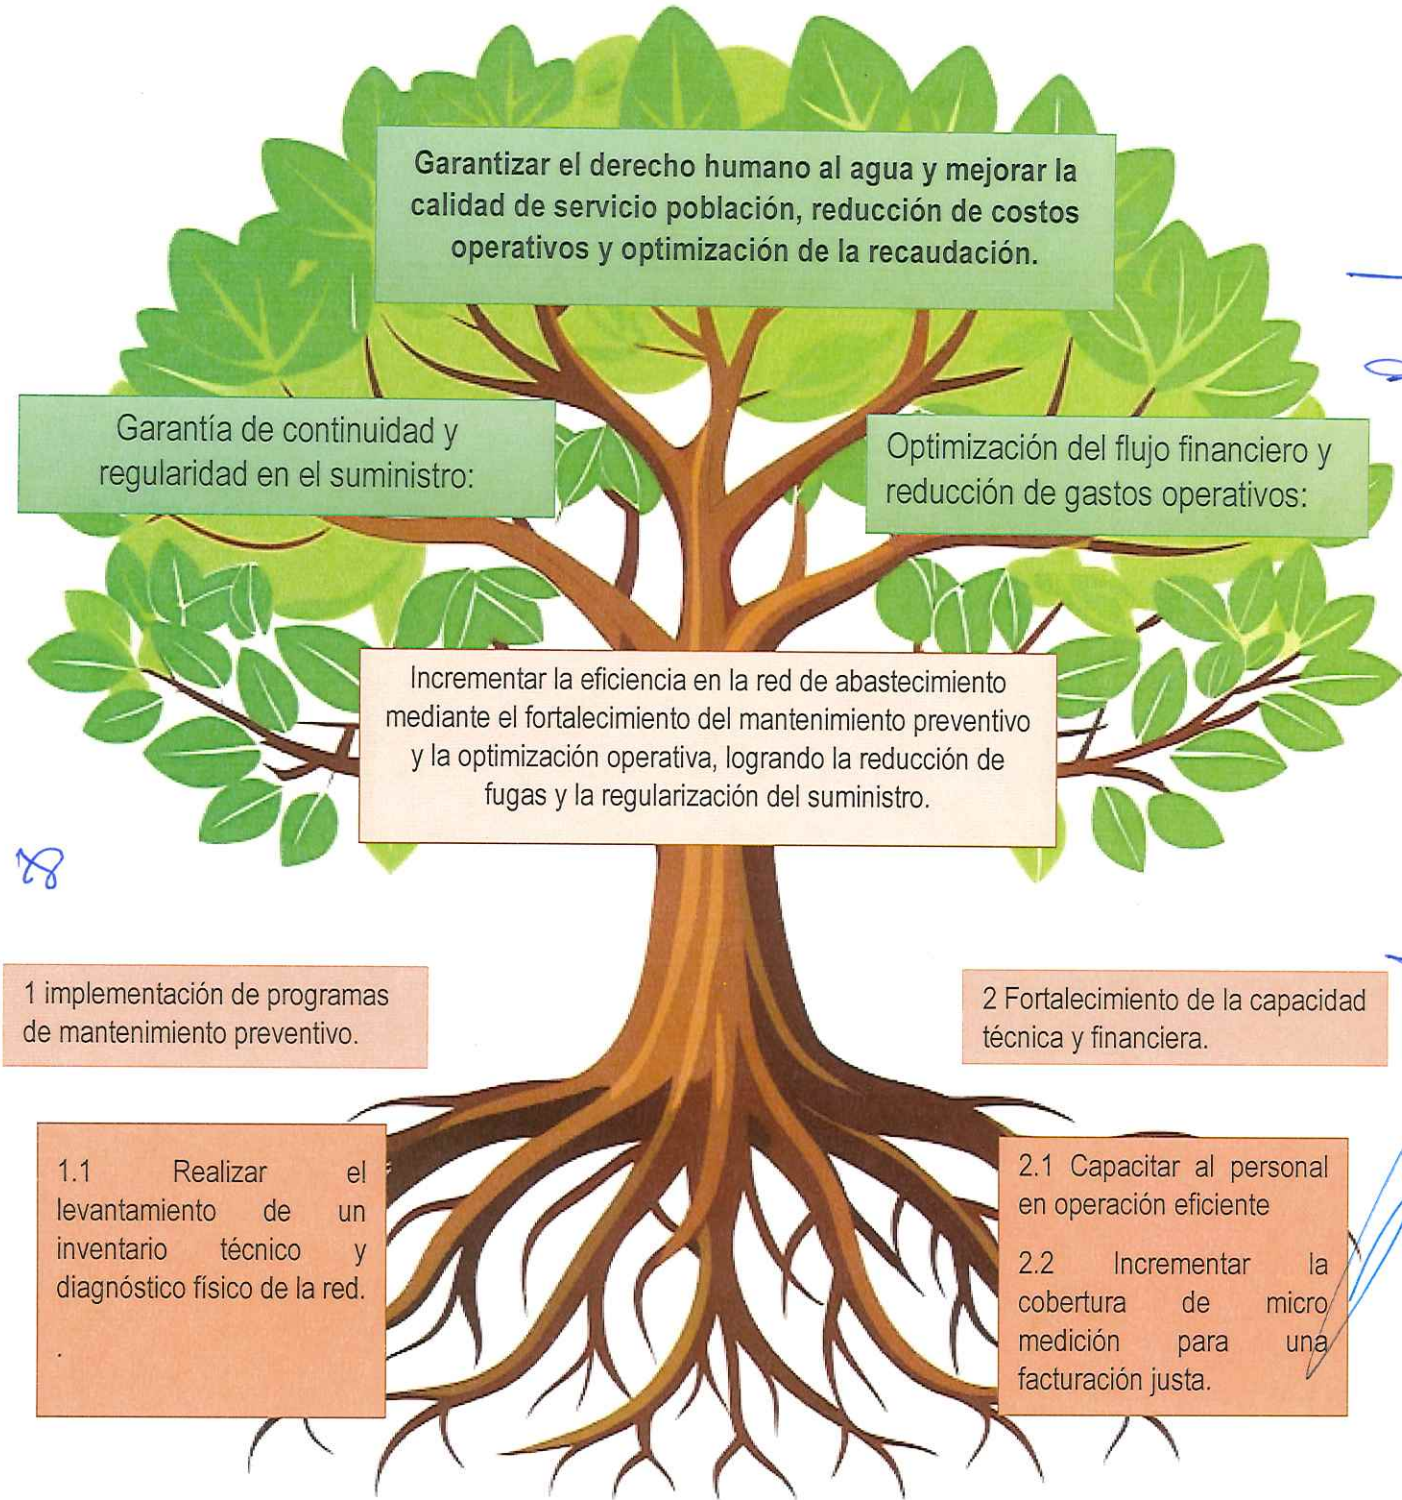 Garantizar el derecho humano al agua y mejorar la
calidad de servicio población, reducción de costos
operativos y optimización de la recaudación.
Garantía de continuidad y
regularidad en el suministro:
Optimización del flujo financiero y
reducción de gastos operativos:
Incrementar la eficiencia en la red de abastecimiento
mediante el fortalecimiento del mantenimiento preventivo
y la optimización operativa, logrando la reducción de
fugas y la regularización del suministro.
1 implementación de programas
de mantenimiento preventivo.
2 Fortalecimiento de la capacidad
técnica y financiera.
1.1 Realizar el
levantamiento de un
inventario técnico y
diagnóstico físico de la red.
.
2.1 Capacitar al personal
en operación eficiente
2.2 Incrementar la
cobertura de micro
medición para una
facturación justa.